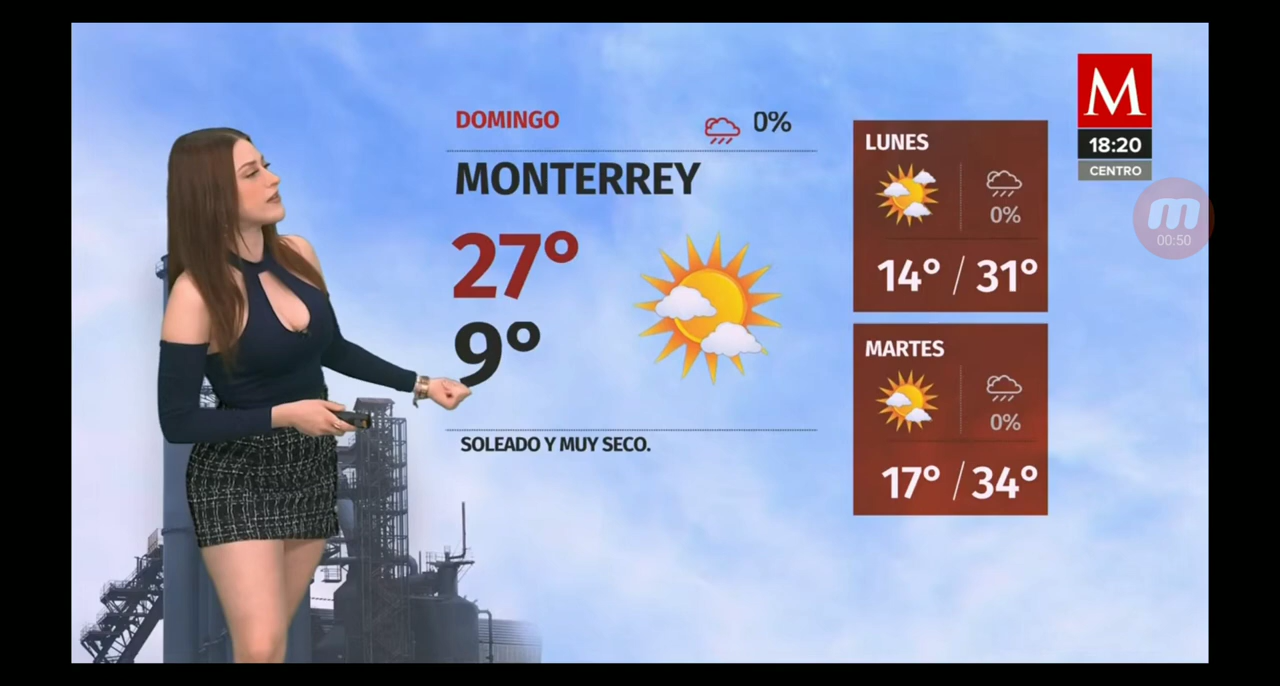 DOMINGO
0%
MONTERREY
27°
9°
SOLEADO Y MUY SECO.
LUNES
0%
14° / 31°
MARTES
0%
17° / 34°
M
18:20
CENTRO
m
00:50